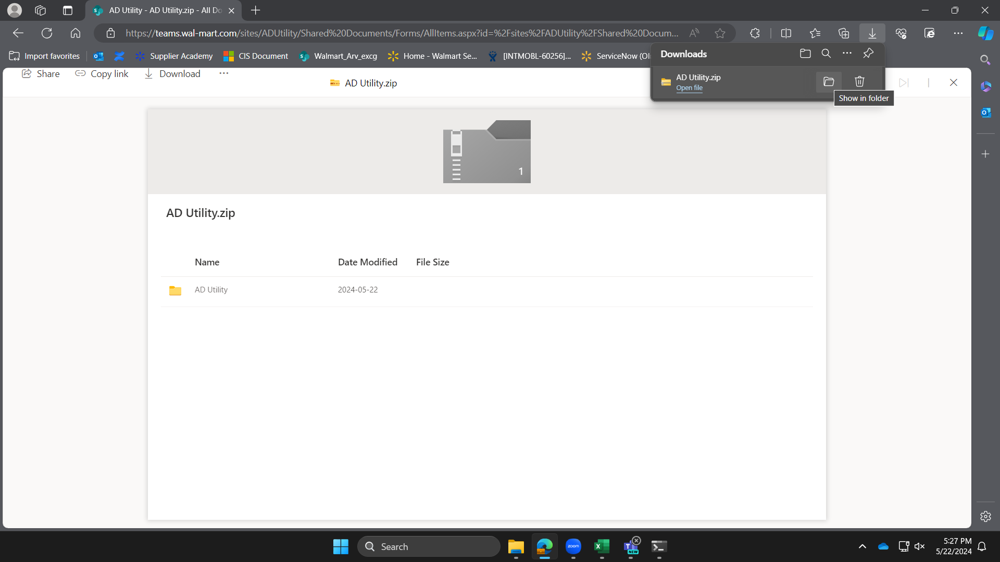 AD Utility - AD Utility.zip - All Do
https://teams.wal-mart.com/sites/ADUtility/Shared%20Documents/Forms/AllItems.aspx?id=%2Fsites%2FADUtility%2FShared%20Docum...
Import favorites
Supplier Academy
CIS Document
Walmart_Arv_excg
Home - Walmart Se...
[INTMOBL-60256]...
ServiceNow (Ol
Downloads
AD Utility.zip
Open file
Show in folder
Share
Copy link
Download
AD Utility.zip
1
AD Utility.zip
Name Date Modified File Size
AD Utility 2024-05-22
Search
zoom
NEW
5:27 PM
5/22/2024